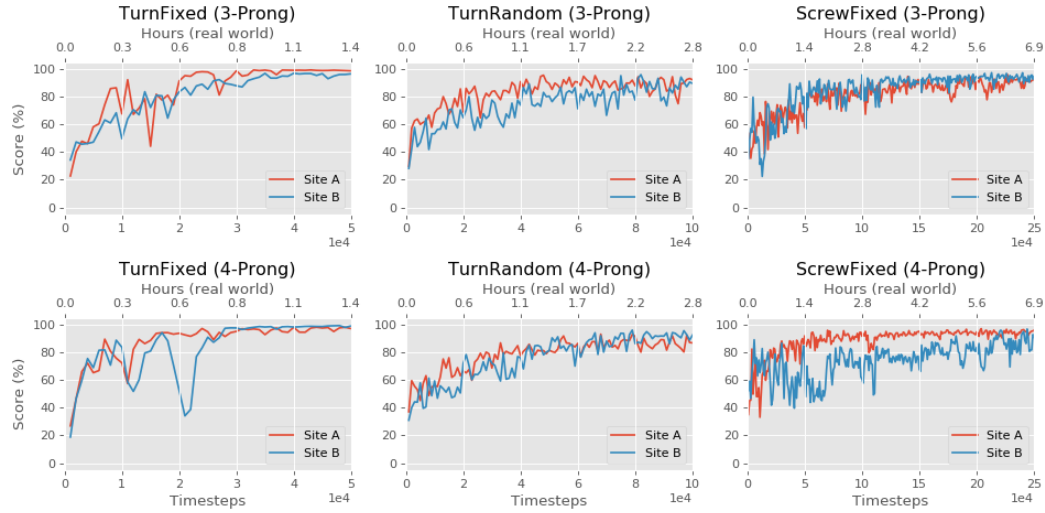 TurnFixed (3-Prong)
Hours (real world)
0.0 0.3 0.6 0.8 1.1 1.4
Score (%)
100
80
60
40
20
0
Site A
Site B
0 1 2 3 4 5
1e4
TurnRandom (3-Prong)
Hours (real world)
0.0 0.6 1.1 1.7 2.2 2.8
100
80
60
40
20
0
Site A
Site B
0 20 40 60 80 100
1e4
ScrewFixed (3-Prong)
Hours (real world)
0.0 1.4 2.8 4.2 5.6 6.9
100
80
60
40
20
0
Site A
Site B
0 5 10 15 20 25
1e4
TurnFixed (4-Prong)
Hours (real world)
0.0 0.3 0.6 0.8 1.1 1.4
Score (%)
100
80
60
40
20
0
Site A
Site B
0 1 2 3 4 5
1e4
Timesteps
TurnRandom (4-Prong)
Hours (real world)
0.0 0.6 1.1 1.7 2.2 2.8
100
80
60
40
20
0
Site A
Site B
0 2 4 6 8 10
1e4
Timesteps
ScrewFixed (4-Prong)
Hours (real world)
0.0 1.4 2.8 4.2 5.6 6.9
100
80
60
40
20
0
Site A
Site B
0 5 10 15 20 25
1e4
Timesteps